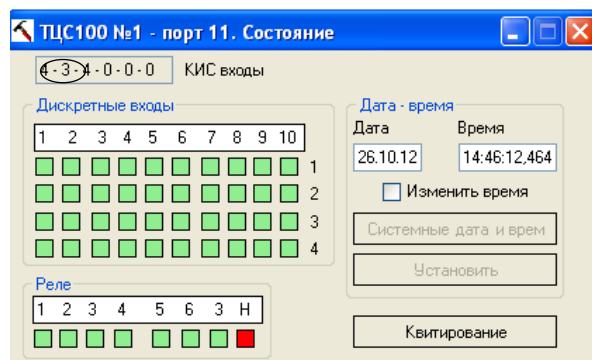 ТЦС100 №1 - порт 11. Состояние
4 - 3 - 4 - 0 - 0 - 0 КИС входы
Дискретные входы
1 2 3 4 5 6 7 8 9 10
1
2
3
4
Реле
1 2 3 4 5 6 3 Н
Дата - время
Дата Время
26.10.12 14:46:12,464
Изменить время
Системные дата и врем
Установить
Квитирование